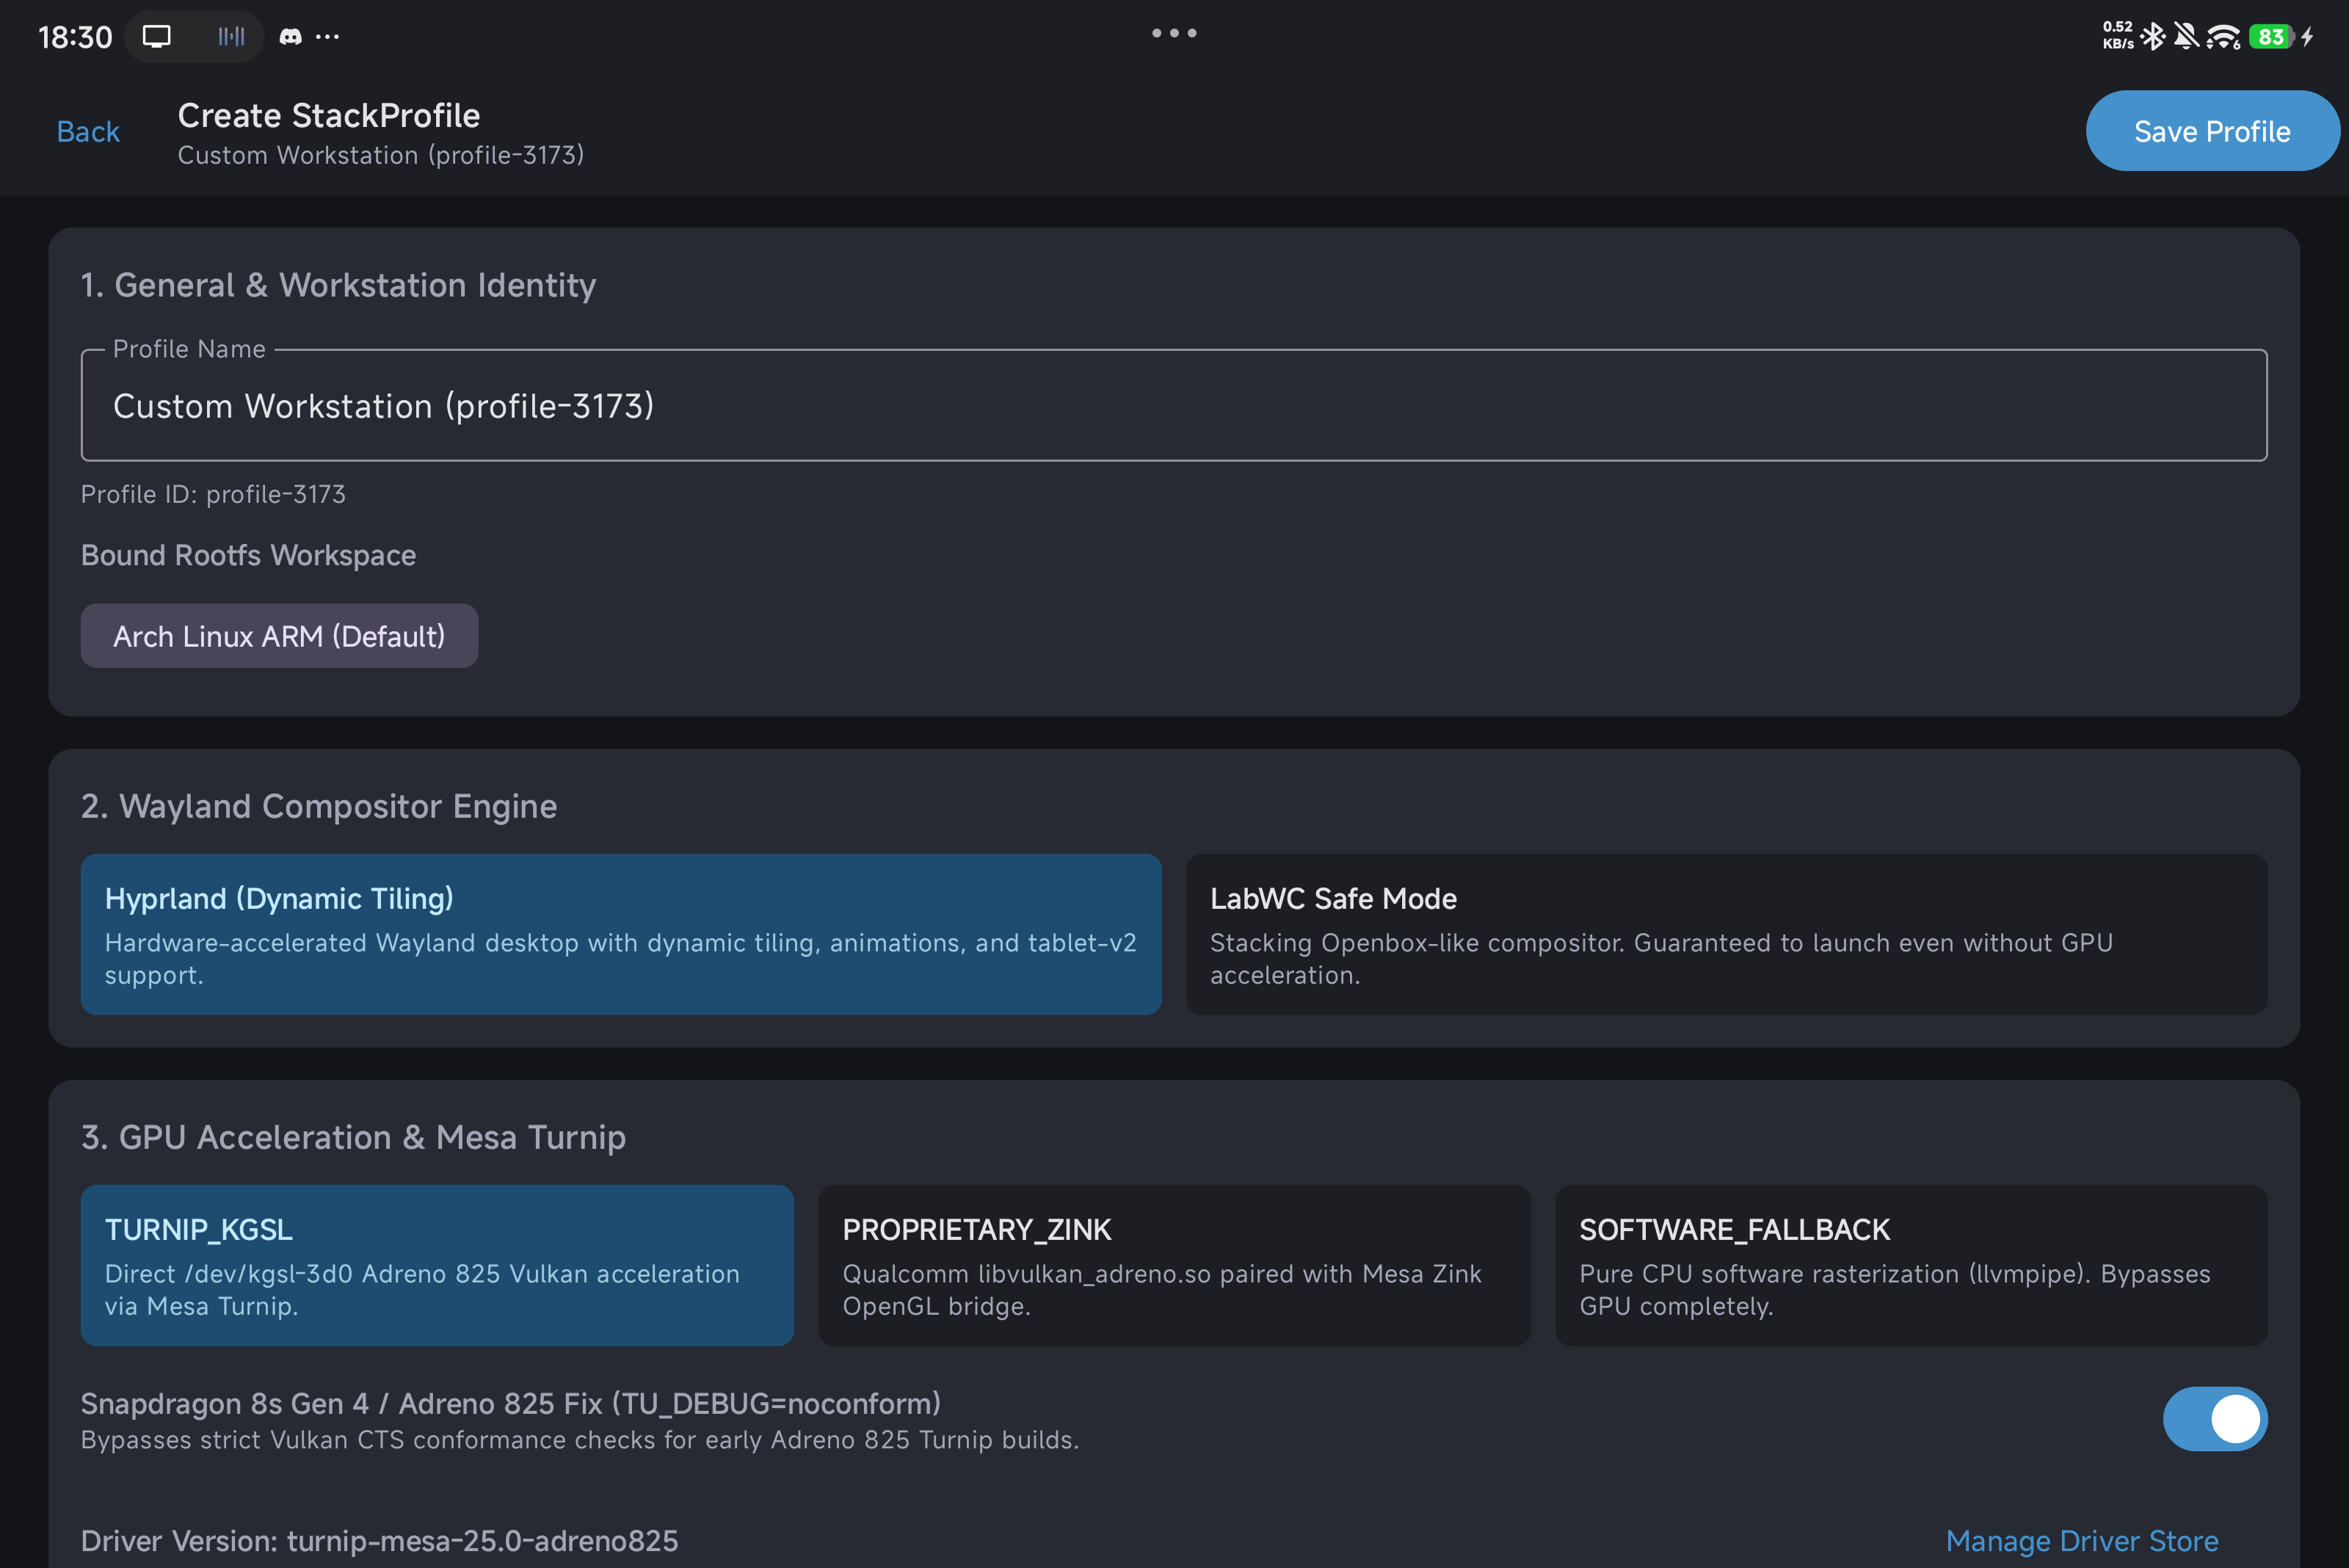 18:30
0.52
KB/s
6
83
Back
Create StackProfile
Custom Workstation (profile-3173)
Save Profile
1. General & Workstation Identity
Profile Name
Custom Workstation (profile-3173)
Profile ID: profile-3173
Bound Rootfs Workspace
Arch Linux ARM (Default)
2. Wayland Compositor Engine
Hyprland (Dynamic Tiling)
Hardware-accelerated Wayland desktop with dynamic tiling, animations, and tablet-v2
support.
LabWC Safe Mode
Stacking Openbox-like compositor. Guaranteed to launch even without GPU
acceleration.
3. GPU Acceleration & Mesa Turnip
TURNIP_KGSL
Direct /dev/kgsl-3d0 Adreno 825 Vulkan acceleration
via Mesa Turnip.
PROPRIETARY_ZINK
Qualcomm libvulkan_adreno.so paired with Mesa Zink
OpenGL bridge.
SOFTWARE_FALLBACK
Pure CPU software rasterization (llvmpipe). Bypasses
GPU completely.
Snapdragon 8s Gen 4 / Adreno 825 Fix (TU_DEBUG=noconform)
Bypasses strict Vulkan CTS conformance checks for early Adreno 825 Turnip builds.
Driver Version: turnip-mesa-25.0-adreno825
Manage Driver Store